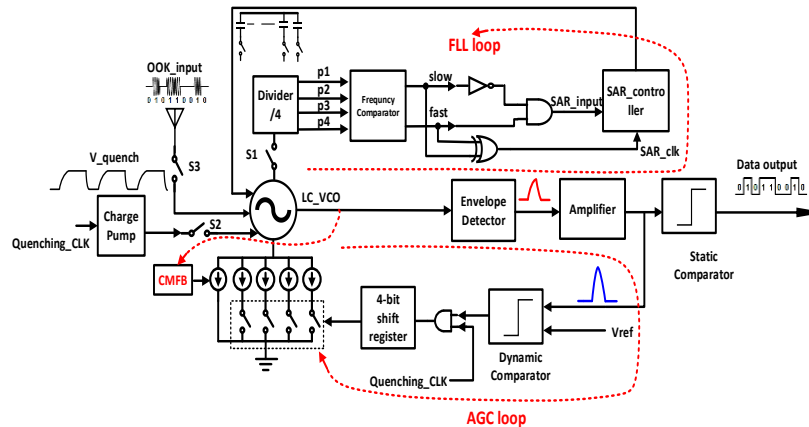 FLL loop
OOK_input
0 1 0 1 1 0 0 1 0
Divider
/4
p1
p2
p3
p4
Frequncy
Comparator
slow
fast
SAR_input
SAR_contro
ller
SAR_clk
S1
S3
V_quench
LC_VCO
Data output
0 1 0 1 1 0 0 1 0
Charge
Pump
S2
Quenching_CLK
Envelope
Detector
Amplifier
Static
Comparator
CMFB
4-bit
shift
register
Vref
Dynamic
Comparator
Quenching_CLK
AGC loop